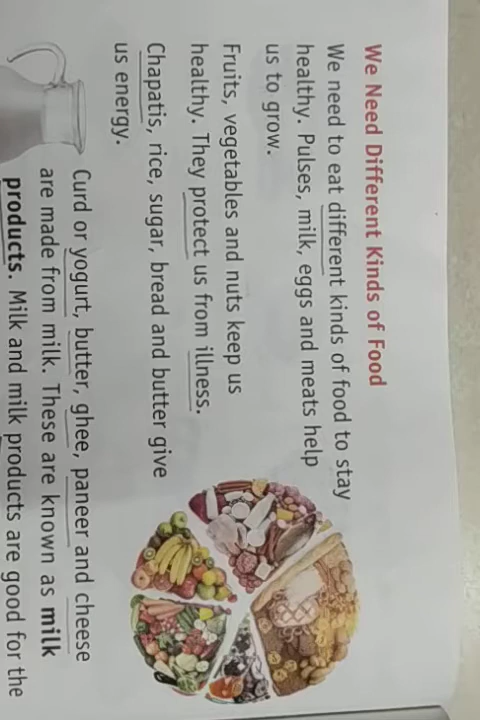 We Need Different Kinds of Food
We need to eat different kinds of food to stay
healthy. Pulses, milk, eggs and meats help
us to grow.
Fruits, vegetables and nuts keep us
healthy. They protect us from illness.
Chapatis, rice, sugar, bread and butter give
us energy.
Curd or yogurt, butter, ghee, paneer and cheese
are made from milk. These are known as milk
products. Milk and milk products are good for the